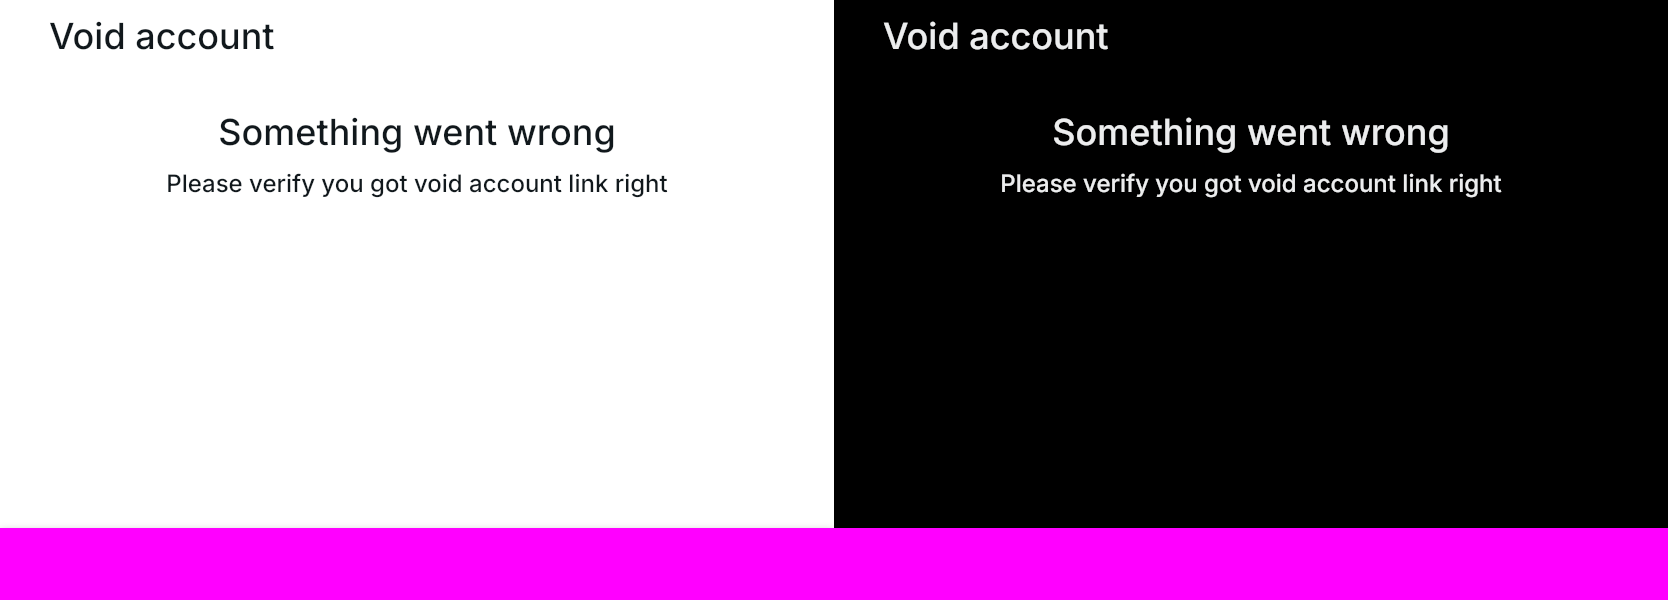 Void account
Something went wrong
Please verify you got void account link right
Void account
Something went wrong
Please verify you got void account link right